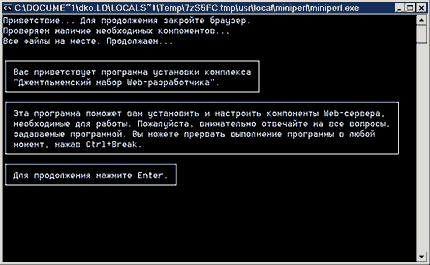 C:\DOCUME~1\dko.LD\LOCALS~1\Temp\7zS5FC.tmp\usr\local\miniperl\miniperl.exe
Приветствие... Для продолжения закройте браузер.
Проверяем наличие необходимых компонентов...
Все файлы на месте. Продолжаем...
Вас приветствует программа установки комплекса
"Джентльменский набор Web-разработчика".
Эта программа поможет вам установить и настроить компоненты Web-сервера,
необходимые для работы. Пожалуйста, внимательно отвечайте на все вопросы,
задаваемые программой. Вы можете прервать выполнение программы в любой
момент, нажав Ctrl+Break.
Для продолжения нажмите Enter.